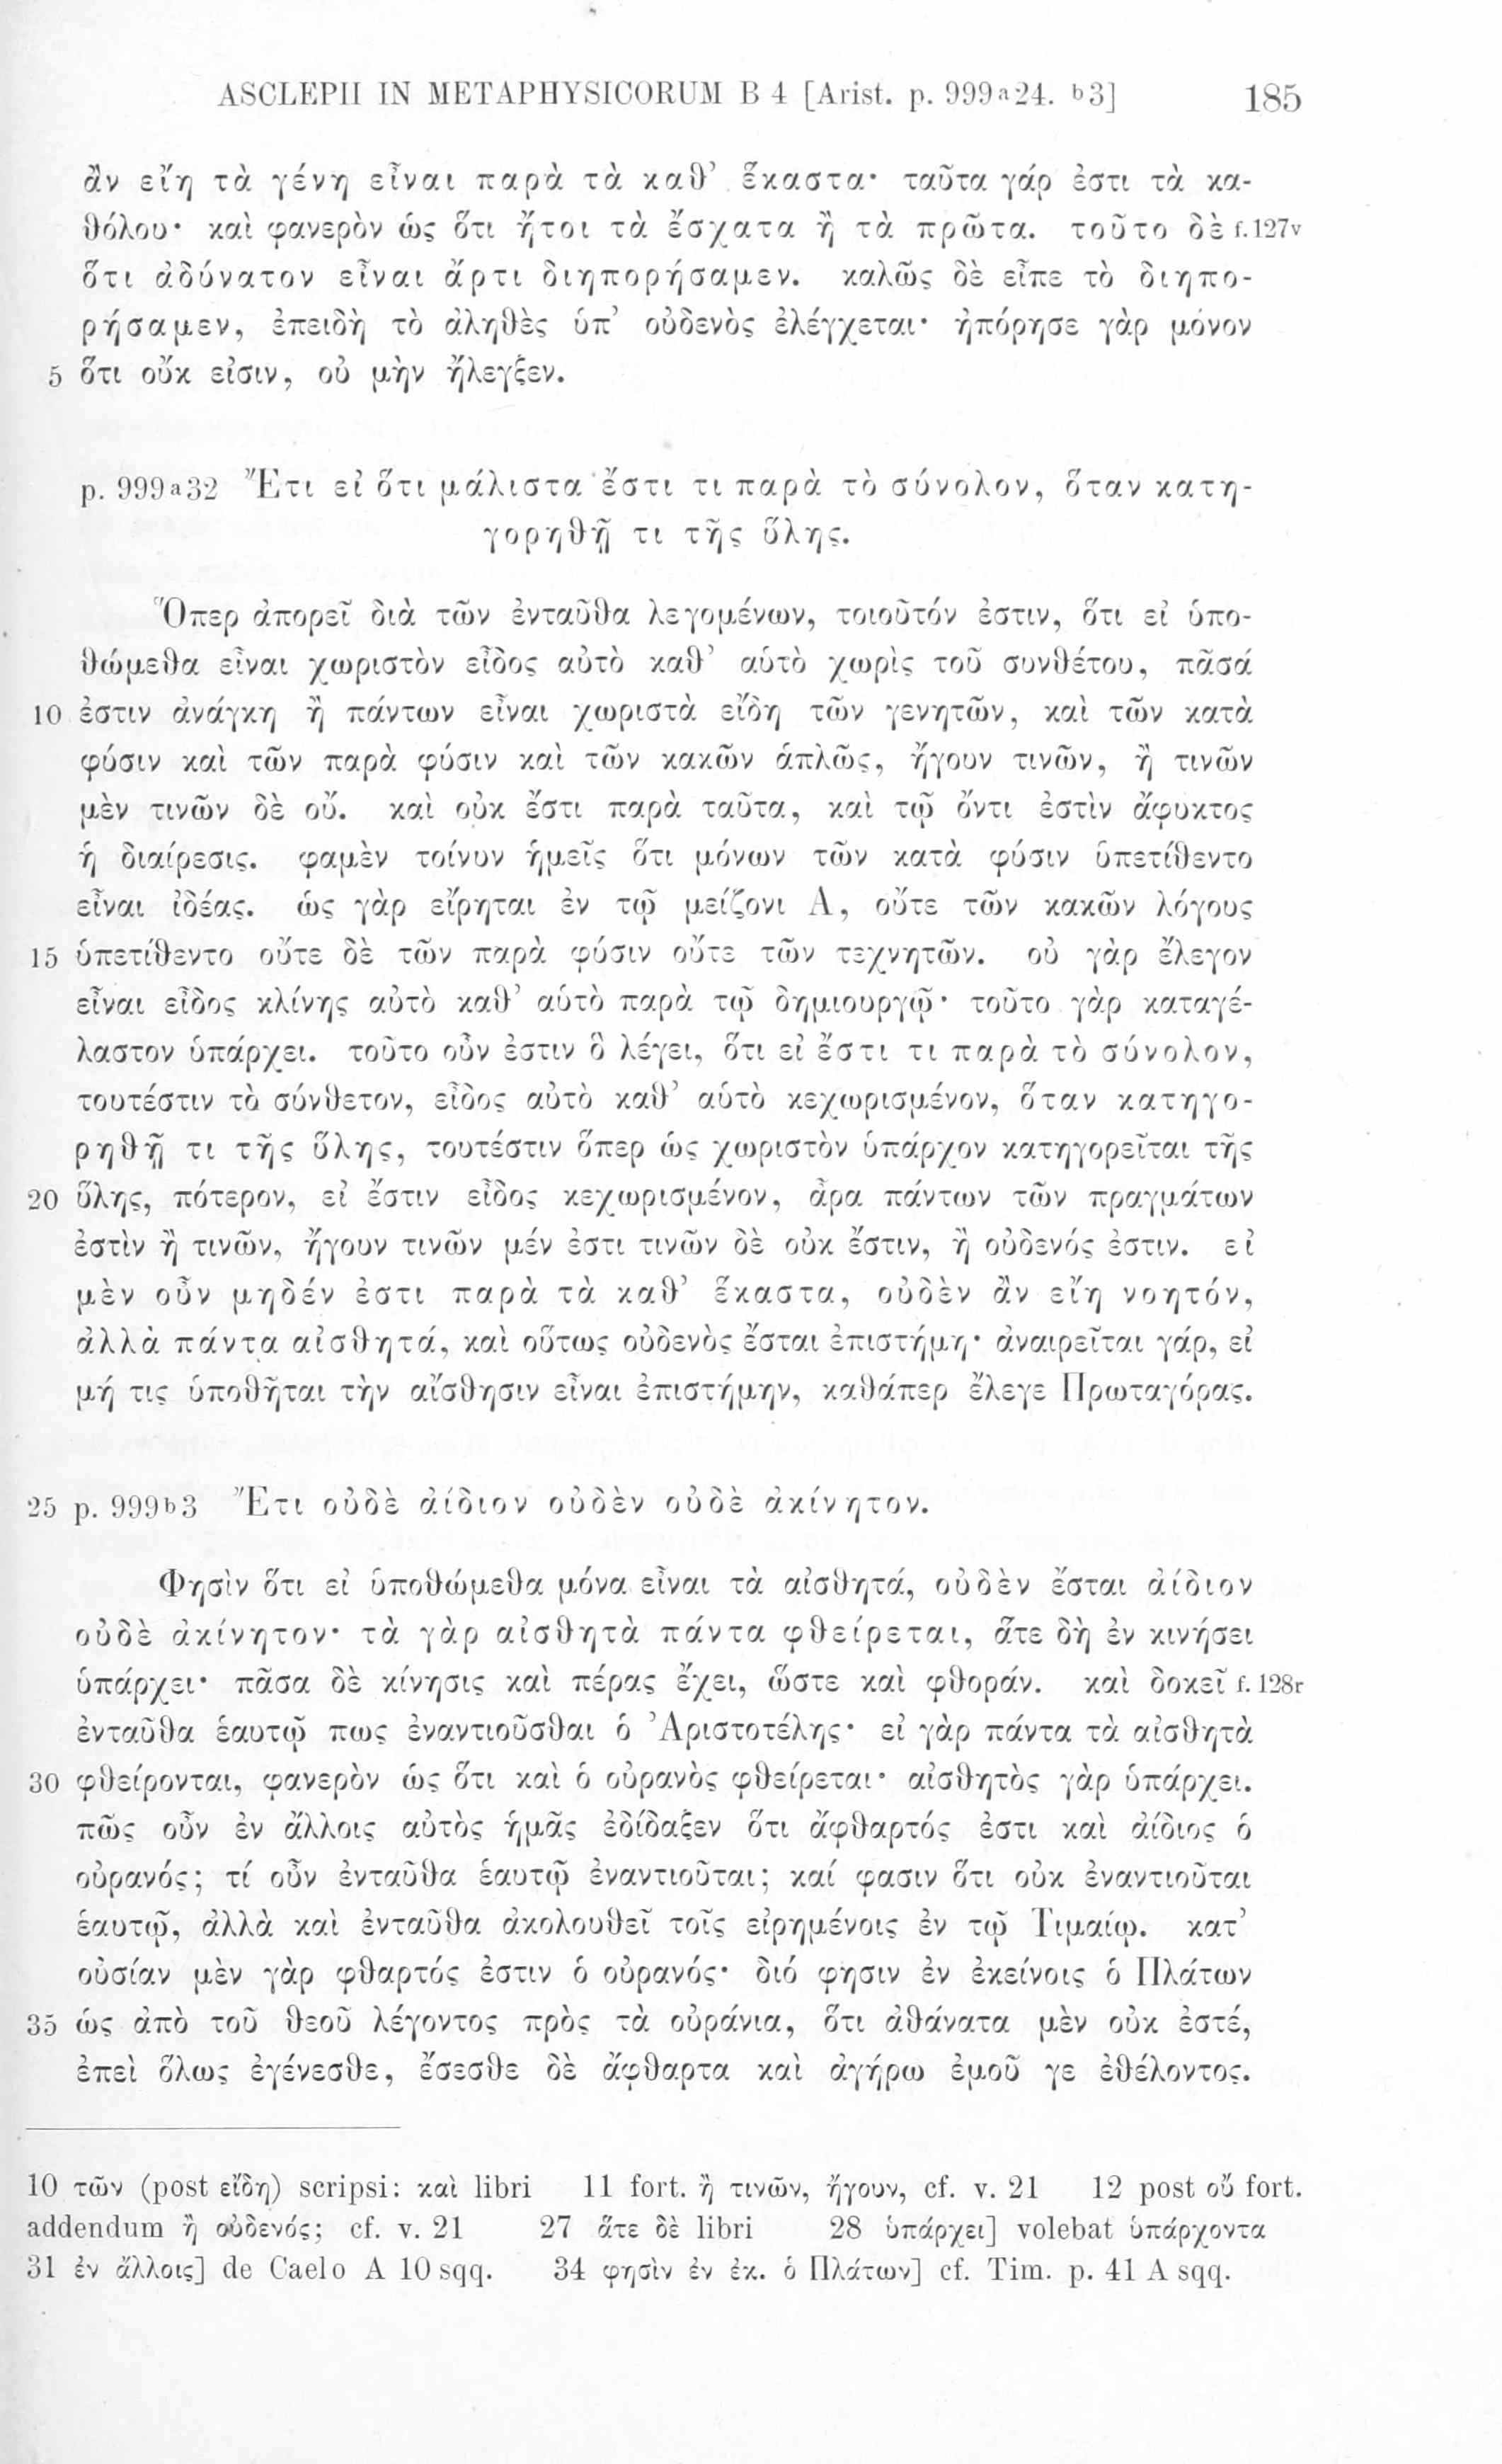 ASCLEPII IN METAPHYSICORUM B 4 [Arist. p. 999a24. b3] 185
ἂν εἴη τὰ γένη εἶναι παρὰ τὰ καθ’ ἕκαστα· ταῦτα γάρ ἐστι τὰ κα-
θόλου· καὶ φανερὸν ὡς ὅτι ἤτοι τὰ ἔσχατα ἢ τὰ πρῶτα. τοῦτο δὲ f.127v
ὅτι ἀδύνατον εἶναι ἄρτι διηπορήσαμεν. καλῶς δὲ εἶπε τὸ διηπο-
ρήσαμεν, ἐπειδὴ τὸ ἀληθὲς ὑπ’ οὐδενὸς ἐλέγχεται· ἠπόρησε γὰρ μόνον
5 ὅτι οὔκ εἰσιν, οὐ μὴν ἤλεγξεν.
p. 999a32 Ἔτι εἰ ὅτι μάλιστα ἔστι τι παρὰ τὸ σύνολον, ὅταν κατη-
γορηθῇ τι τῆς ὕλης.
Ὅπερ ἀπορεῖ διὰ τῶν ἐνταῦθα λεγομένων, τοιοῦτόν ἐστιν, ὅτι εἰ ὑπο-
θώμεθα εἶναι χωριστὸν εἶδος αὐτὸ καθ’ αὑτὸ χωρὶς τοῦ συνθέτου, πᾶσά
10 ἐστιν ἀνάγκη ἢ πάντων εἶναι χωριστὰ εἴδη τῶν γενητῶν, καὶ τῶν κατὰ
φύσιν καὶ τῶν παρὰ φύσιν καὶ τῶν κακῶν ἁπλῶς, ἤγουν τινῶν, ἢ τινῶν
μὲν τινῶν δὲ οὔ. καὶ οὐκ ἔστι παρὰ ταῦτα, καὶ τῷ ὄντι ἐστὶν ἄφυκτος
ἡ διαίρεσις. φαμὲν τοίνυν ἡμεῖς ὅτι μόνων τῶν κατὰ φύσιν ὑπετίθεντο
εἶναι ἰδέας. ὡς γὰρ εἴρηται ἐν τῷ μείζονι Α, οὔτε τῶν κακῶν λόγους
15 ὑπετίθεντο οὔτε δὲ τῶν παρὰ φύσιν οὔτε τῶν τεχνητῶν. οὐ γὰρ ἔλεγον
εἶναι εἶδος κλίνης αὐτὸ καθ’ αὑτὸ παρὰ τῷ δημιουργῷ· τοῦτο γὰρ καταγέ-
λαστον ὑπάρχει. τοῦτο οὖν ἐστιν ὃ λέγει, ὅτι εἰ ἔστι τι παρὰ τὸ σύνολον,
τουτέστιν τὸ σύνθετον, εἶδος αὐτὸ καθ’ αὑτὸ κεχωρισμένον, ὅταν κατηγο-
ρηθῇ τι τῆς ὕλης, τουτέστιν ὅπερ ὡς χωριστὸν ὑπάρχον κατηγορεῖται τῆς
20 ὕλης, πότερον, εἰ ἔστιν εἶδος κεχωρισμένον, ἆρα πάντων τῶν πραγμάτων
ἐστὶν ἢ τινῶν, ἤγουν τινῶν μέν ἐστι τινῶν δὲ οὐκ ἔστιν, ἢ οὐδενός ἐστιν. εἰ
μὲν οὖν μηδέν ἐστι παρὰ τὰ καθ’ ἕκαστα, οὐδὲν ἂν εἴη νοητόν,
ἀλλὰ πάντα αἰσθητά, καὶ οὕτως οὐδενὸς ἔσται ἐπιστήμη· ἀναιρεῖται γάρ, εἰ
μή τις ὑποθῆται τὴν αἴσθησιν εἶναι ἐπιστήμην, καθάπερ ἔλεγε Πρωταγόρας.
25 p. 999b3 Ἔτι οὐδὲ ἀίδιον οὐδὲν οὐδὲ ἀκίνητον.
Φησὶν ὅτι εἰ ὑποθώμεθα μόνα εἶναι τὰ αἰσθητά, οὐδὲν ἔσται ἀίδιον
οὐδὲ ἀκίνητον· τὰ γὰρ αἰσθητὰ πάντα φθείρεται, ἅτε δὴ ἐν κινήσει
ὑπάρχει· πᾶσα δὲ κίνησις καὶ πέρας ἔχει, ὥστε καὶ φθοράν. καὶ δοκεῖ f. 128r
ἐνταῦθα ἑαυτῷ πως ἐναντιοῦσθαι ὁ Ἀριστοτέλης· εἰ γὰρ πάντα τὰ αἰσθητὰ
30 φθείρονται, φανερὸν ὡς ὅτι καὶ ὁ οὐρανὸς φθείρεται· αἰσθητὸς γὰρ ὑπάρχει.
πῶς οὖν ἐν ἄλλοις αὐτὸς ἡμᾶς ἐδίδαξεν ὅτι ἄφθαρτός ἐστι καὶ ἀίδιος ὁ
οὐρανός; τί οὖν ἐνταῦθα ἑαυτῷ ἐναντιοῦται; καί φασιν ὅτι οὐκ ἐναντιοῦται
ἑαυτῷ, ἀλλὰ καὶ ἐνταῦθα ἀκολουθεῖ τοῖς εἰρημένοις ἐν τῷ Τιμαίῳ. κατ’
οὐσίαν μὲν γὰρ φθαρτός ἐστιν ὁ οὐρανός· διό φησιν ἐν ἐκείνοις ὁ Πλάτων
35 ὡς ἀπὸ τοῦ θεοῦ λέγοντος πρὸς τὰ οὐράνια, ὅτι ἀθάνατα μὲν οὐκ ἐστέ,
ἐπεὶ ὅλως ἐγένεσθε, ἔσεσθε δὲ ἄφθαρτα καὶ ἀγήρω ἐμοῦ γε ἐθέλοντος.
10 τῶν (post εἴδη) scripsi: καὶ libri 11 fort. ἢ τινῶν, ἤγουν, cf. v. 21 12 post οὔ fort.
addendum ἢ οὐδενός; cf. v. 21 27 ἅτε δὲ libri 28 ὑπάρχει] volebat ὑπάρχοντα
31 ἐν ἄλλοις] de Caelo A 10 sqq. 34 φησὶν ἐν ἐκ. ὁ Πλάτων] cf. Tim. p. 41 A sqq.